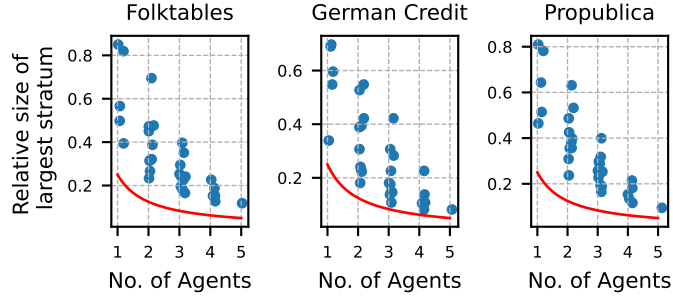 Folktables
German Credit
Propublica
Relative size of
largest stratum
0.8
0.6
0.4
0.2
1 2 3 4 5
No. of Agents
0.6
0.4
0.2
1 2 3 4 5
No. of Agents
0.8
0.6
0.4
0.2
1 2 3 4 5
No. of Agents